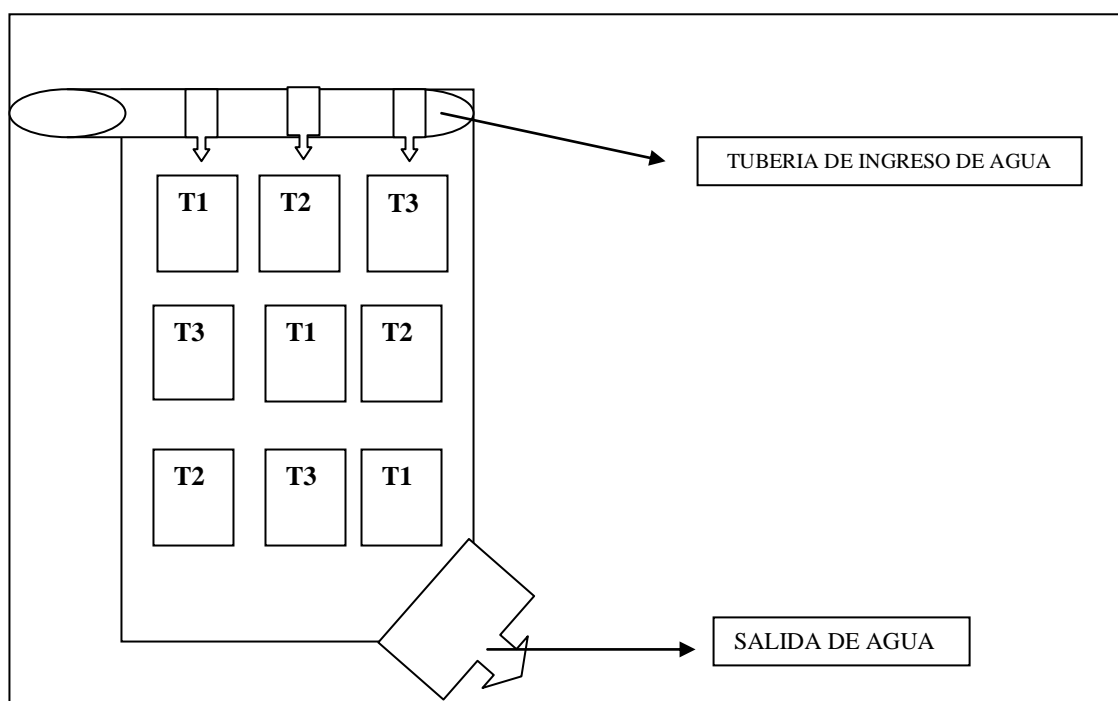 TUBERIA DE INGRESO DE AGUA
T1 T2 T3
T3 T1 T2
T2 T3 T1
SALIDA DE AGUA